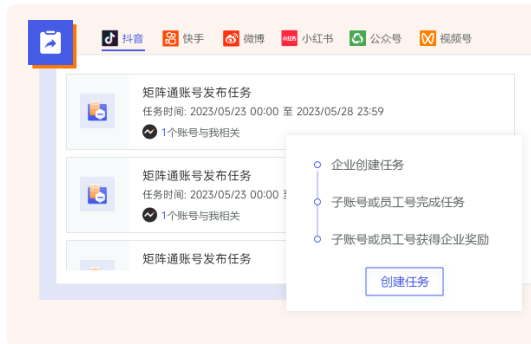 抖音 快手 微博 小红书 公众号 视频号
矩阵通账号发布任务
任务时间: 2023/05/23 00:00 至 2023/05/28 23:59
1个账号与我相关
矩阵通账号发布任务
任务时间: 2023/05/23 00:00
1个账号与我相关
矩阵通账号发布任务
企业创建任务
子账号或员工号完成任务
子账号或员工号获得企业奖励
创建任务